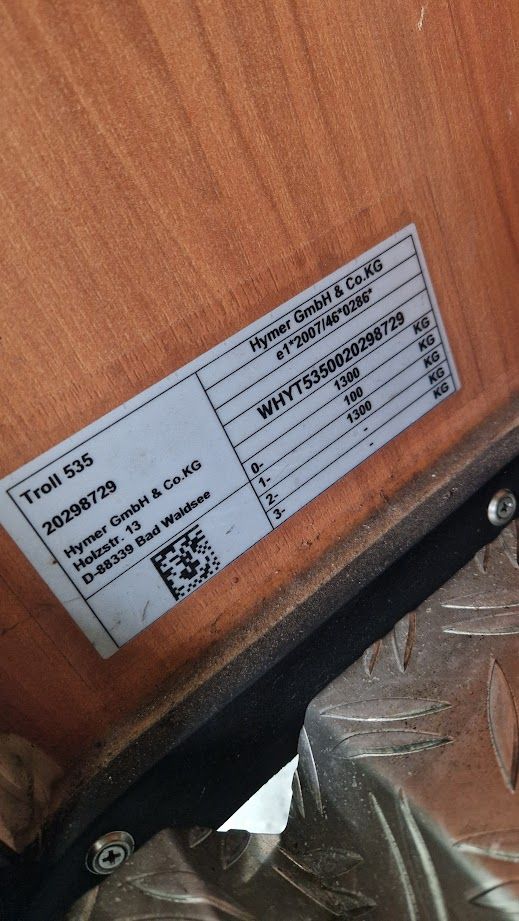 Troll 535
20298729
Hymer GmbH & Co.KG
Holzstr. 13
D-88339 Bad Waldsee
Hymer GmbH & Co.KG
e1*2007/46*0286*
WHYT5350020298729
1300 KG
0- 100 KG
1- 1300 KG
2- - KG
3-